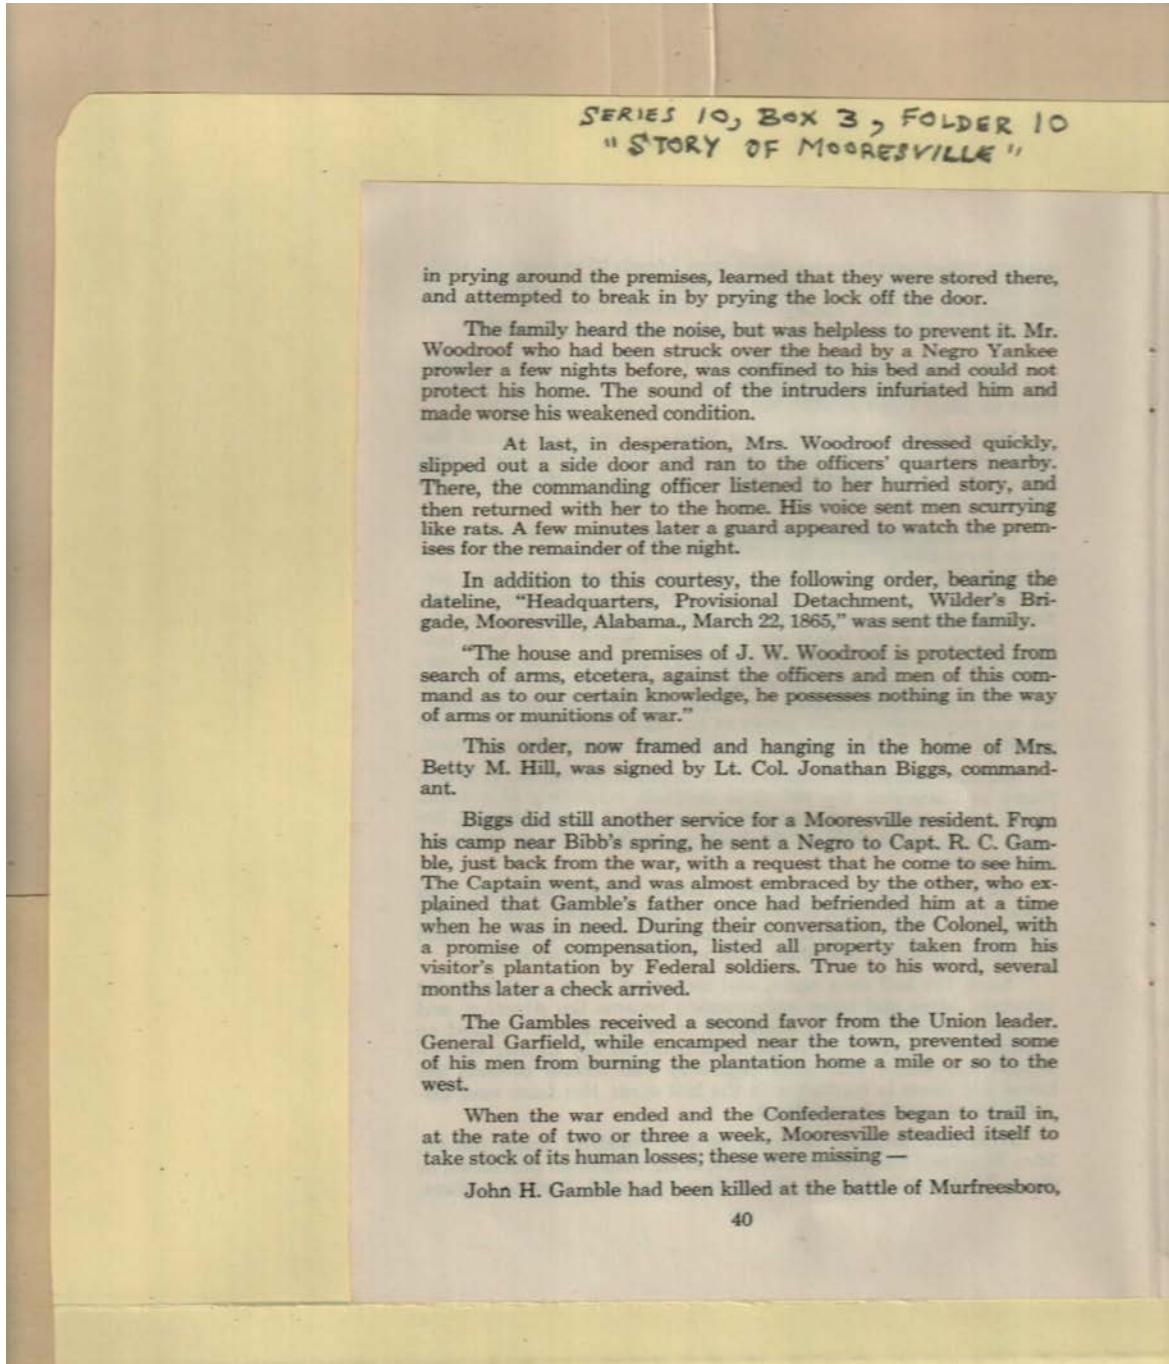 SERIES 10, BOX 3, FOLDER 10
"STORY OF MOORESVILLE"
in prying around the premises, learned that they were stored there,
and attempted to break in by prying the lock off the door.
The family heard the noise, but was helpless to prevent it. Mr.
Woodroof who had been struck over the head by a Negro Yankee
prowler a few nights before, was confined to his bed and could not
protect his home. The sound of the intruders infuriated him and
made worse his weakened condition.
At last, in desperation, Mrs. Woodroof dressed quickly,
slipped out a side door and ran to the officers' quarters nearby.
There, the commanding officer listened to her hurried story, and
then returned with her to the home. His voice sent men scurrying
like rats. A few minutes later a guard appeared to watch the prem-
ises for the remainder of the night.
In addition to this courtesy, the following order, bearing the
dateline, "Headquarters, Provisional Detachment, Wilder's Bri-
gade, Mooresville, Alabama., March 22, 1865," was sent the family.
"The house and premises of J. W. Woodroof is protected from
search of arms, etcetera, against the officers and men of this com-
mand as to our certain knowledge, he possesses nothing in the way
of arms or munitions of war."
This order, now framed and hanging in the home of Mrs.
Betty M. Hill, was signed by Lt. Col. Jonathan Biggs, command-
ant.
Biggs did still another service for a Mooresville resident. From
his camp near Bibb's spring, he sent a Negro to Capt. R. C. Gam-
ble, just back from the war, with a request that he come to see him.
The Captain went, and was almost embraced by the other, who ex-
plained that Gamble's father once had befriended him at a time
when he was in need. During their conversation, the Colonel, with
a promise of compensation, listed all property taken from his
visitor's plantation by Federal soldiers. True to his word, several
months later a check arrived.
The Gambles received a second favor from the Union leader.
General Garfield, while encamped near the town, prevented some
of his men from burning the plantation home a mile or so to the
west.
When the war ended and the Confederates began to trail in,
at the rate of two or three a week, Mooresville steadied itself to
take stock of its human losses; these were missing —
John H. Gamble had been killed at the battle of Murfreesboro,
40